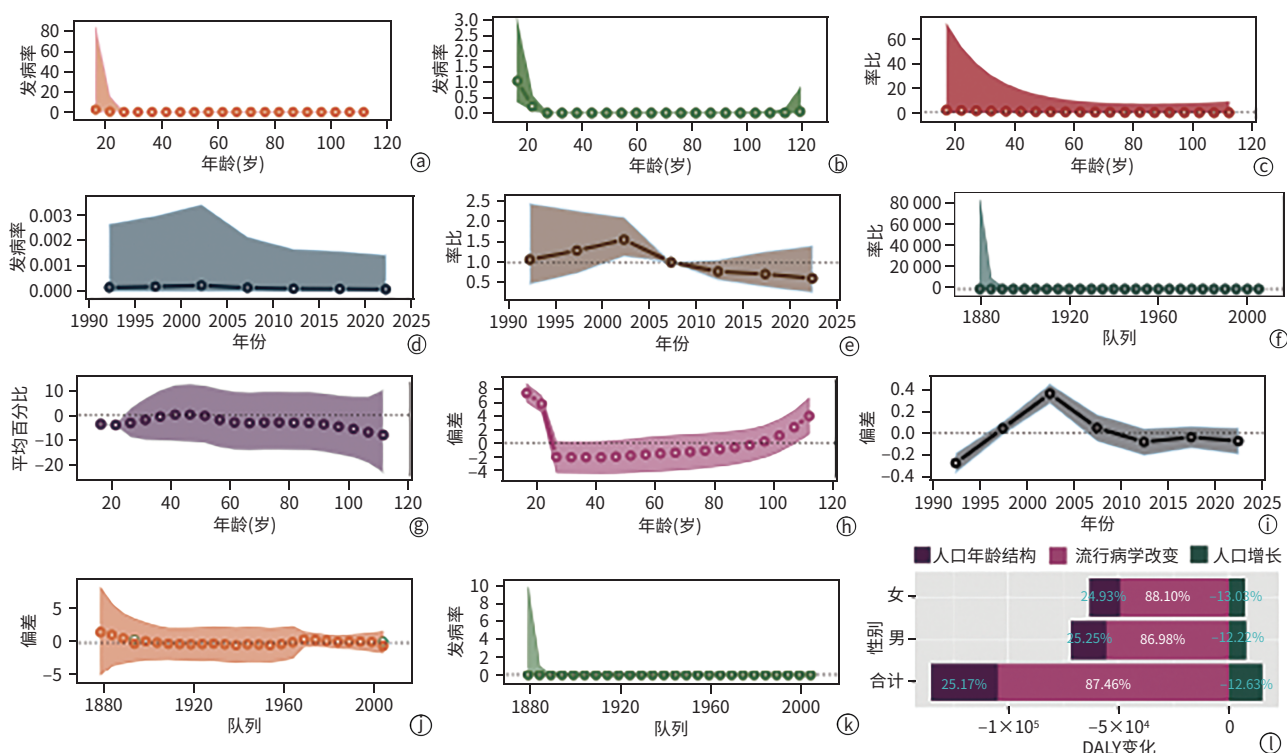 发病率
80
60
40
20
0
20 40 60 80 100 120
年龄(岁)
ⓐ
发病率
3.0
2.5
2.0
1.5
1.0
0.5
0.0
20 40 60 80 100 120
年龄(岁)
ⓑ
率比
60
40
20
0
20 40 60 80 100 120
年龄(岁)
ⓒ
发病率
0.003
0.002
0.001
0.000
1990 1995 2000 2005 2010 2015 2020 2025
年份
ⓓ
率比
2.5
2.0
1.5
1.0
0.5
1990 1995 2000 2005 2010 2015 2020 2025
年份
ⓔ
率比
80 000
60 000
40 000
20 000
0
1880 1920 1960 2000
队列
ⓕ
平均百分比
10
0
−10
−20
20 40 60 80 100 120
年龄(岁)
ⓖ
偏差
8
6
4
2
0
−2
−4
20 40 60 80 100 120
年龄(岁)
ⓗ
偏差
0.4
0.2
0.0
−0.2
−0.4
1990 1995 2000 2005 2010 2015 2020 2025
年份
ⓘ
偏差
5
0
−5
1880 1920 1960 2000
队列
ⓙ
发病率
10
8
6
4
2
0
1880 1920 1960 2000
队列
ⓚ
人口年龄结构 流行病学改变 人口增长
性别
女 24.93% 88.10% −13.03%
男 25.25% 86.98% −12.22%
合计 25.17% 87.46% −12.63%
−1×10⁵ −5×10⁴ 0
DALY变化
ⓛ